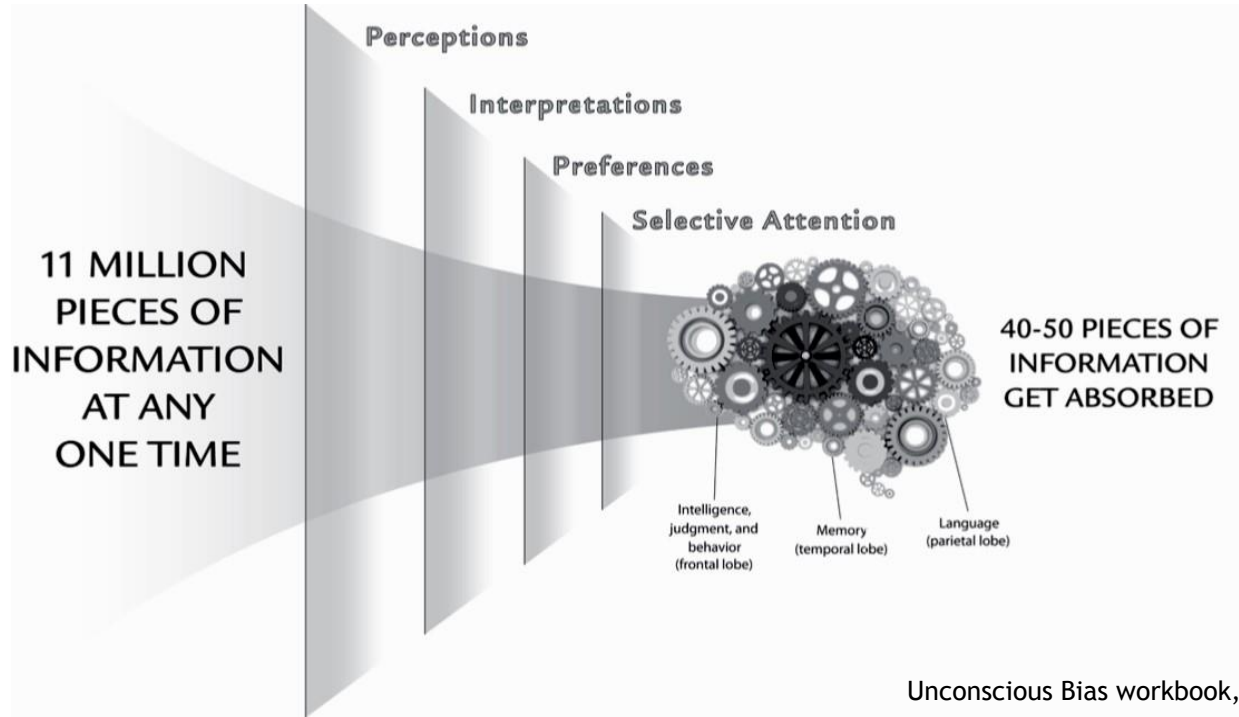 Perceptions
Interpretations
Preferences
Selective Attention
11 MILLION
PIECES OF
INFORMATION
AT ANY
ONE TIME
40-50 PIECES OF
INFORMATION
GET ABSORBED
Intelligence,
judgment, and
behavior
(frontal lobe)
Memory
(temporal lobe)
Language
(parietal lobe)
Unconscious Bias workbook,